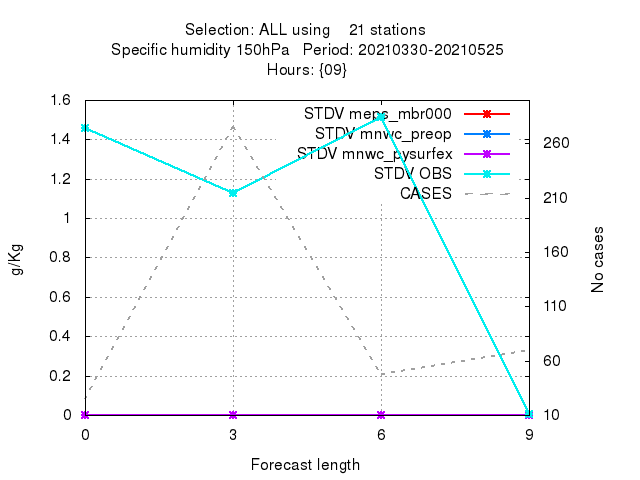 Selection: ALL using 21 stations
Specific humidity 150hPa Period: 20210330-20210525
Hours: {09}
STDV meps_mbr000
STDV mnwc_preop
STDV mnwc_pysurfex
STDV OBS
CASES
1.6
1.4
1.2
1
0.8
0.6
0.4
0.2
0
g/Kg
260
210
160
110
60
10
No cases
0 3 6 9
Forecast length